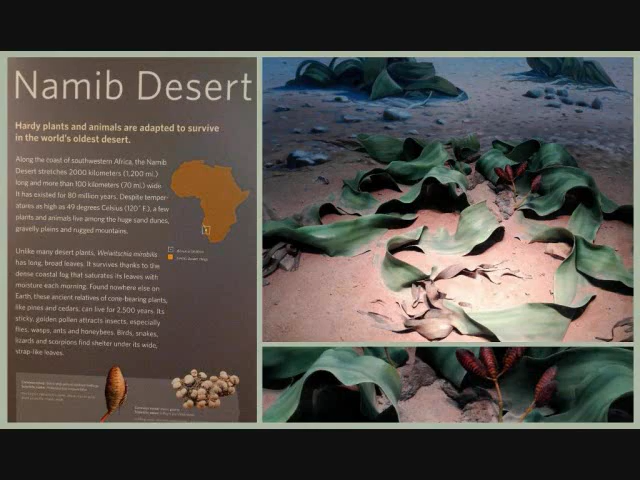 Namib Desert
Hardy plants and animals are adapted to survive
in the world's oldest desert.
Along the coast of southwestern Africa, the Namib
Desert stretches 2000 kilometers (1,200 mi.)
long and more than 100 kilometers (70 mi.) wide.
It has existed for 80 million years. Despite temper-
atures as high as 49 degrees Celsius (120° F.), a few
plants and animals live among the huge sand dunes,
gravelly plains and rugged mountains.
Unlike many desert plants, Welwitschia mirabilis
has long, broad leaves. It survives thanks to the
dense coastal fog that saturates its leaves with
moisture each morning. Found nowhere else on
Earth, these ancient relatives of cone-bearing plants,
like pines and cedars, can live for 2,500 years. Its
sticky, golden pollen attracts insects, especially
flies, wasps, ants and honeybees. Birds, snakes,
lizards and scorpions find shelter under its wide,
strap-like leaves.